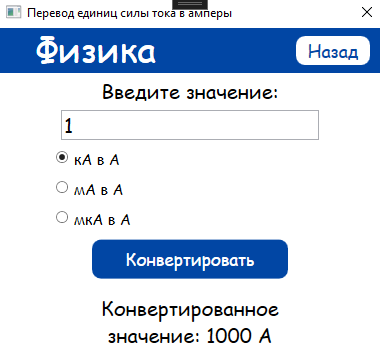 Перевод единиц силы тока в амперы
Физика
Назад
Введите значение:
1
кА в А
мА в А
мкА в А
Конвертировать
Конвертированное
значение: 1000 А